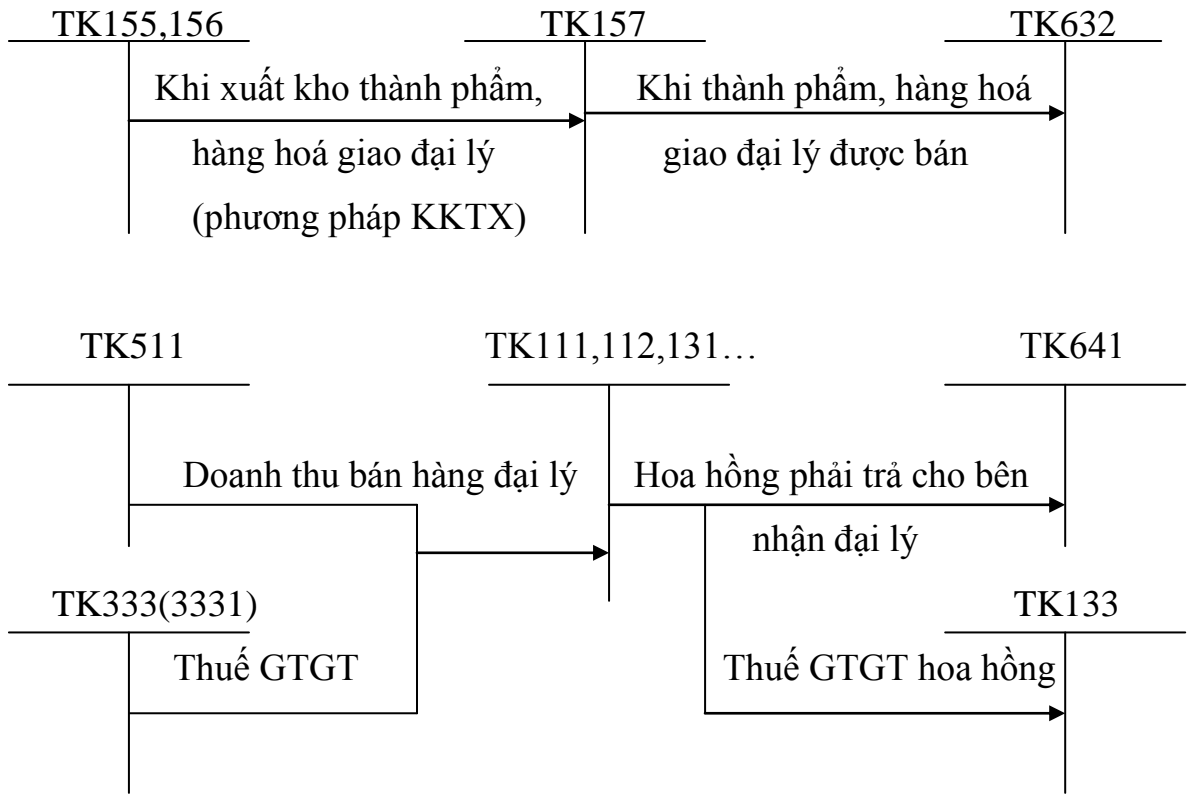 TK155,156
TK157
TK632
Khi xuất kho thành phẩm,
hàng hoá giao đại lý
(phương pháp KKTX)
Khi thành phẩm, hàng hoá
giao đại lý được bán
TK511
TK111,112,131…
TK641
Doanh thu bán hàng đại lý
Hoa hồng phải trả cho bên
nhận đại lý
TK333(3331)
TK133
Thuế GTGT
Thuế GTGT hoa hồng